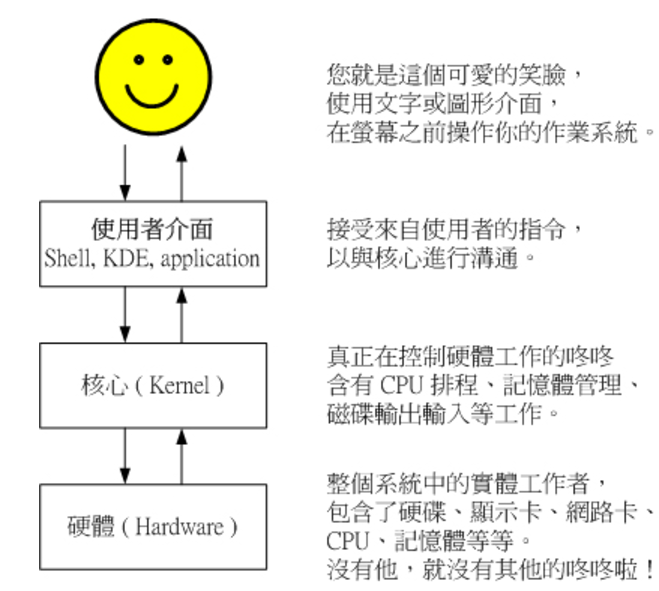 您就是這個可愛的笑臉，
使用文字或圖形介面，
在螢幕之前操作你的作業系統。
使用者介面
Shell, KDE, application
接受來自使用者的指令，
以與核心進行溝通。
核心 ( Kernel )
真正在控制硬體工作的咚咚
含有 CPU 排程、記憶體管理、
磁碟輸出輸入等工作。
硬體 ( Hardware )
整個系統中的實體工作者，
包含了硬碟、顯示卡、網路卡、
CPU、記憶體等等。
沒有他，就沒有其他的咚咚啦！